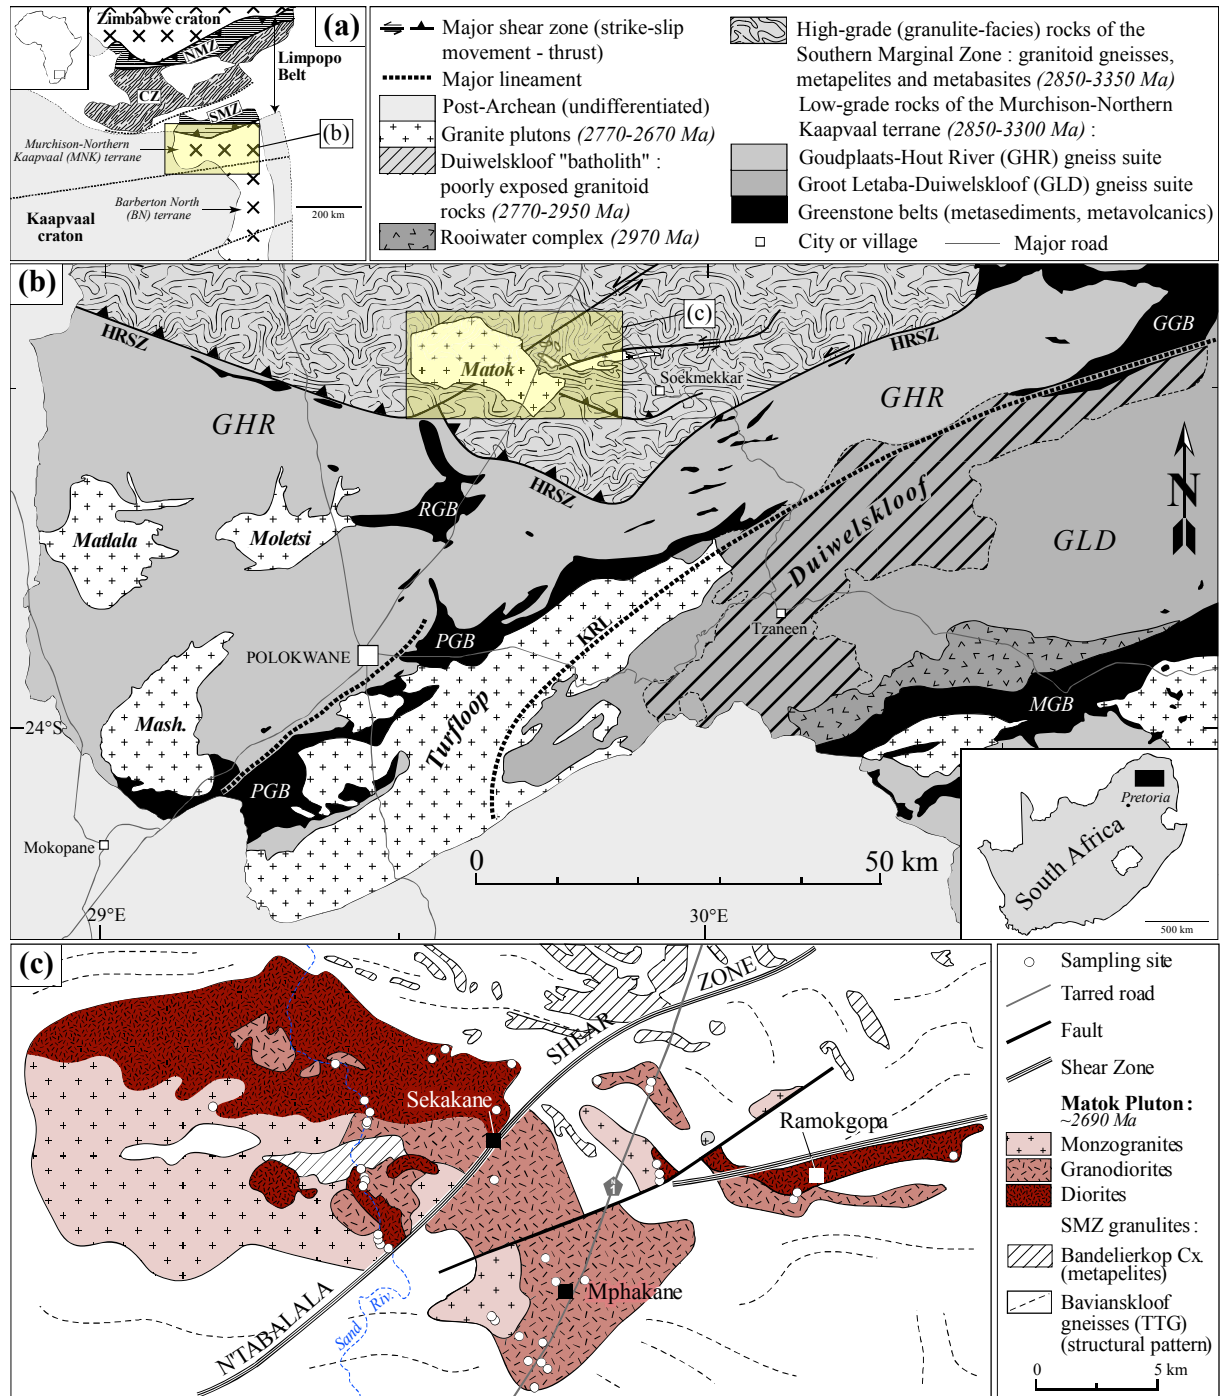 Zimbabwe craton
(a)
NMZ
Limpopo
Belt
CZ
SMZ
(b)
Murchison-Northern
Kaapvaal (MNK) terrane
Barberton North
(BN) terrane
200 km
Kaapvaal
craton
Major shear zone (strike-slip
movement - thrust)
Major lineament
Post-Archean (undifferentiated)
Granite plutons (2770-2670 Ma)
Duiwelskloof "batholith" :
poorly exposed granitoid
rocks (2770-2950 Ma)
Rooiwater complex (2970 Ma)
High-grade (granulite-facies) rocks of the
Southern Marginal Zone : granitoid gneisses,
metapelites and metabasites (2850-3350 Ma)
Low-grade rocks of the Murchison-Northern
Kaapvaal terrane (2850-3300 Ma) :
Goudplaats-Hout River (GHR) gneiss suite
Groot Letaba-Duiwelskloof (GLD) gneiss suite
Greenstone belts (metasediments, metavolcanics)
City or village
Major road
(b)
HRSZ
(c)
Matok
Soekmekkar
HRSZ
GGB
GHR
GHR
HRSZ
RGB
Matlala
Moletsi
Duiwelskloof
GLD
N
Tzaneen
KRL
PGB
POLOKWANE
Turfloop
Mash.
MGB
24°S
PGB
Mokopane
0
50 km
29°E
30°E
Pretoria
South Africa
500 km
(c)
ZONE
SHEAR
Sekakane
Ramokgopa
N
1
Mphakane
N'TABALALA
Sand Riv.
Sampling site
Tarred road
Fault
Shear Zone
Matok Pluton :
~2690 Ma
Monzogranites
Granodiorites
Diorites
SMZ granulites :
Bandelierkop Cx.
(metapelites)
Bavianskloof
gneisses (TTG)
(structural pattern)
0
5 km